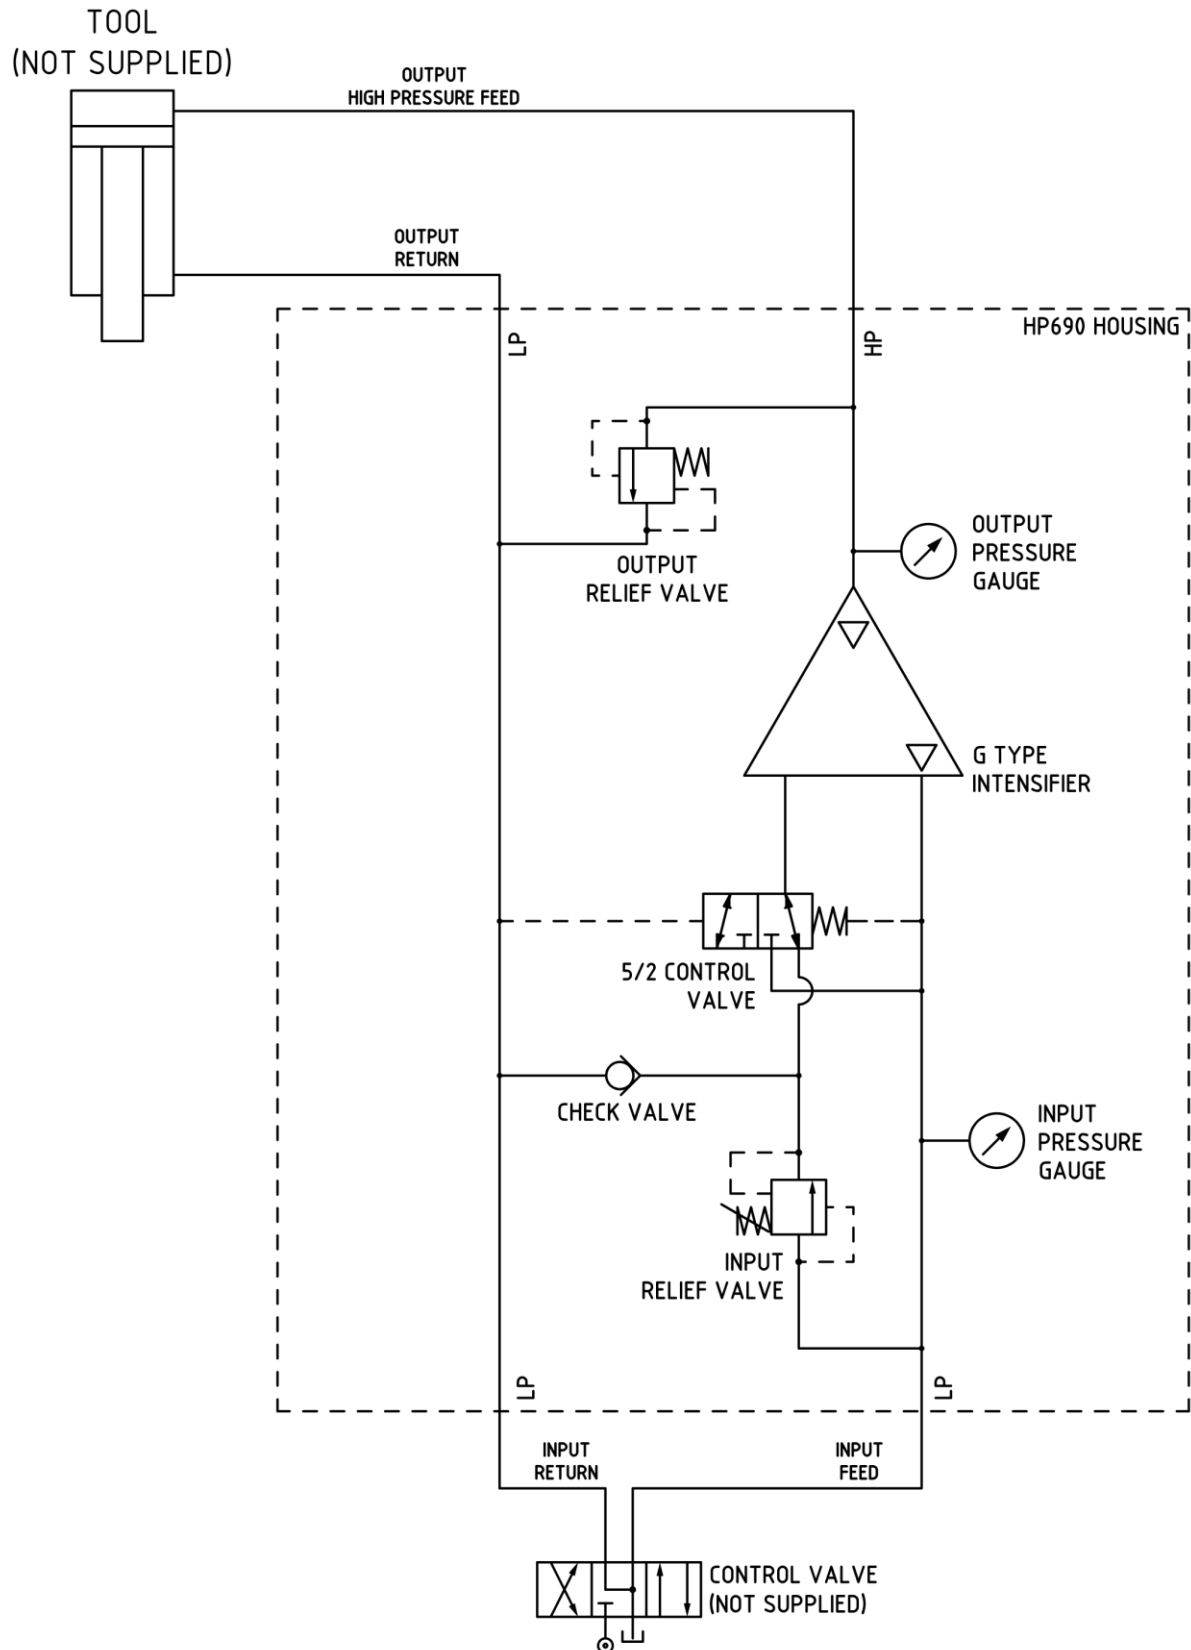 TOOL
(NOT SUPPLIED)
OUTPUT
HIGH PRESSURE FEED
OUTPUT
RETURN
HP690 HOUSING
LP
HP
OUTPUT
PRESSURE
GAUGE
OUTPUT
RELIEF VALVE
G TYPE
INTENSIFIER
5/2 CONTROL
VALVE
CHECK VALVE
INPUT
PRESSURE
GAUGE
INPUT
RELIEF VALVE
LP
LP
INPUT
RETURN
INPUT
FEED
CONTROL VALVE
(NOT SUPPLIED)